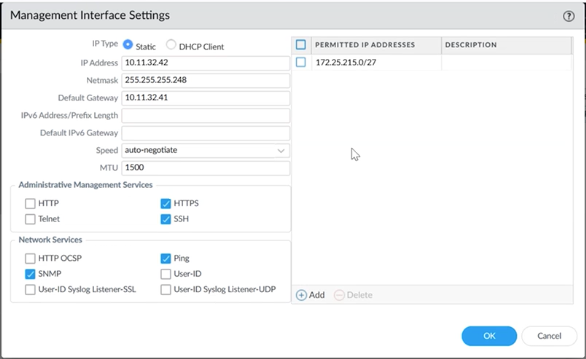 Management Interface Settings
IP Type Static DHCP Client
IP Address 10.11.32.42
Netmask 255.255.255.248
Default Gateway 10.11.32.41
IPv6 Address/Prefix Length
Default IPv6 Gateway
Speed auto-negotiate
MTU 1500
Administrative Management Services
HTTP HTTPS
Telnet SSH
Network Services
HTTP OCSP Ping
SNMP User-ID
User-ID Syslog Listener-SSL User-ID Syslog Listener-UDP
PERMITTED IP ADDRESSES DESCRIPTION
172.25.215.0/27
Add Delete
OK Cancel